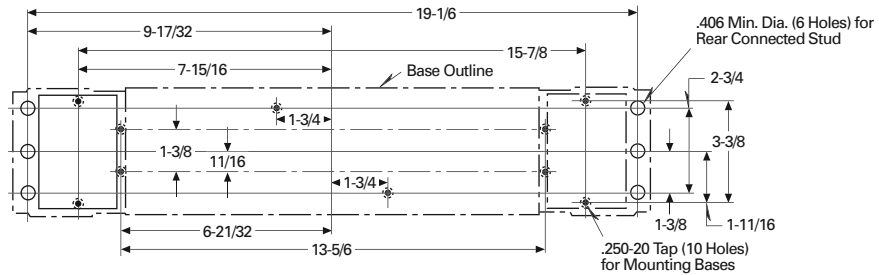 19-1/6
9-17/32
.406 Min. Dia. (6 Holes) for
Rear Connected Stud
15-7/8
7-15/16
Base Outline
2-3/4
1-3/4
3-3/8
1-3/8
11/16
1-3/4
6-21/32
1-3/8
1-11/16
13-5/6
.250-20 Tap (10 Holes)
for Mounting Bases